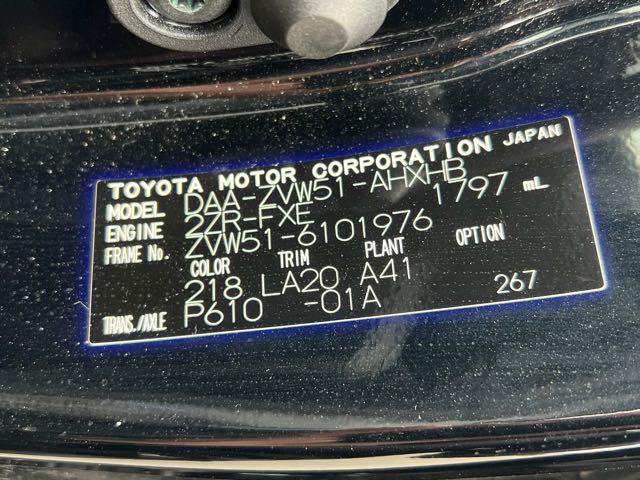 TOYOTA MOTOR CORPORATION JAPAN
MODEL DAA-ZVW51-AHXHB
ENGINE 2ZR-FXE 1797 mL
FRAME No. ZVW51-6101976
COLOR TRIM PLANT OPTION
218 LA20 A41
TRANS./AXLE P610 -01A 267